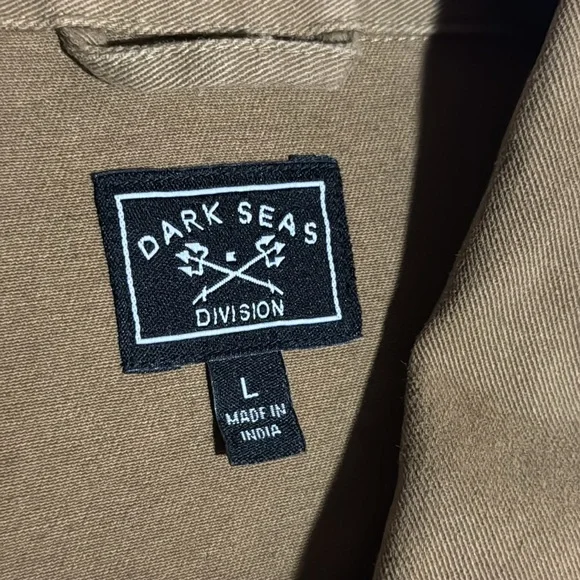 DARK SEAS
DIVISION
L
MADE IN
INDIA